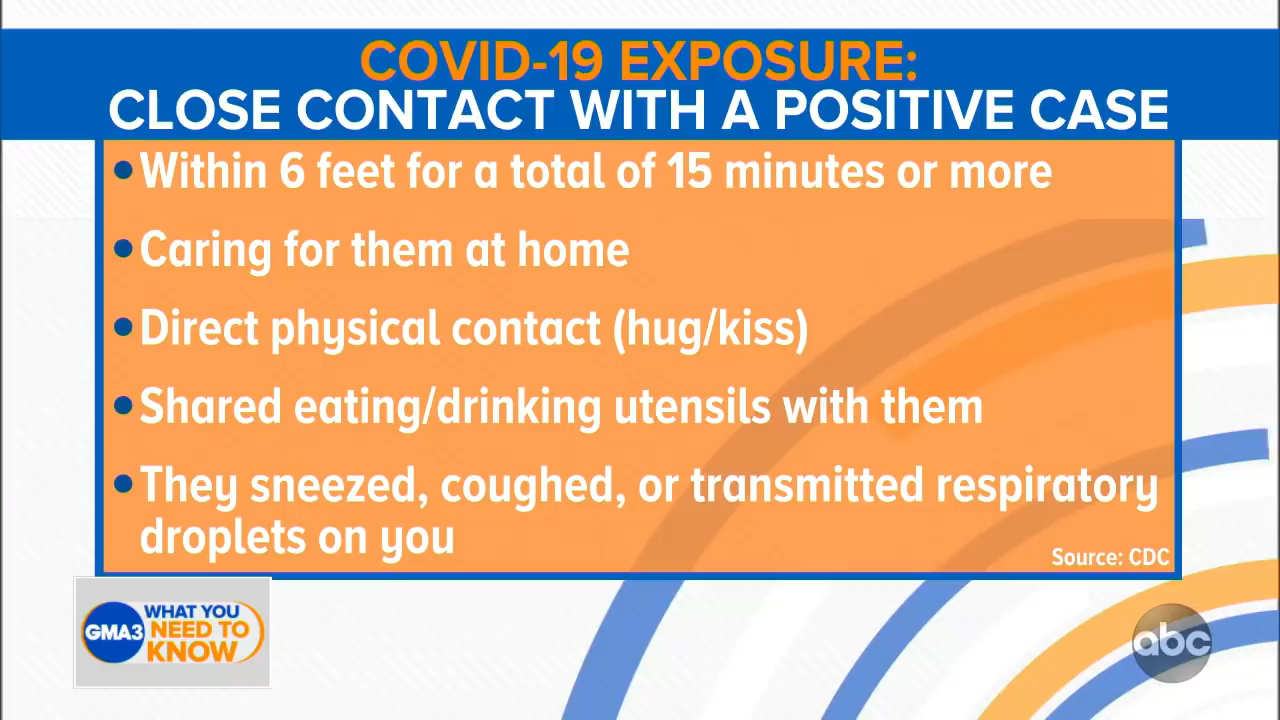 COVID-19 EXPOSURE:
CLOSE CONTACT WITH A POSITIVE CASE
•Within 6 feet for a total of 15 minutes or more
•Caring for them at home
•Direct physical contact (hug/kiss)
•Shared eating/drinking utensils with them
•They sneezed, coughed, or transmitted respiratory
droplets on you
Source: CDC
GMA3
WHAT YOU
NEED TO
KNOW
abc